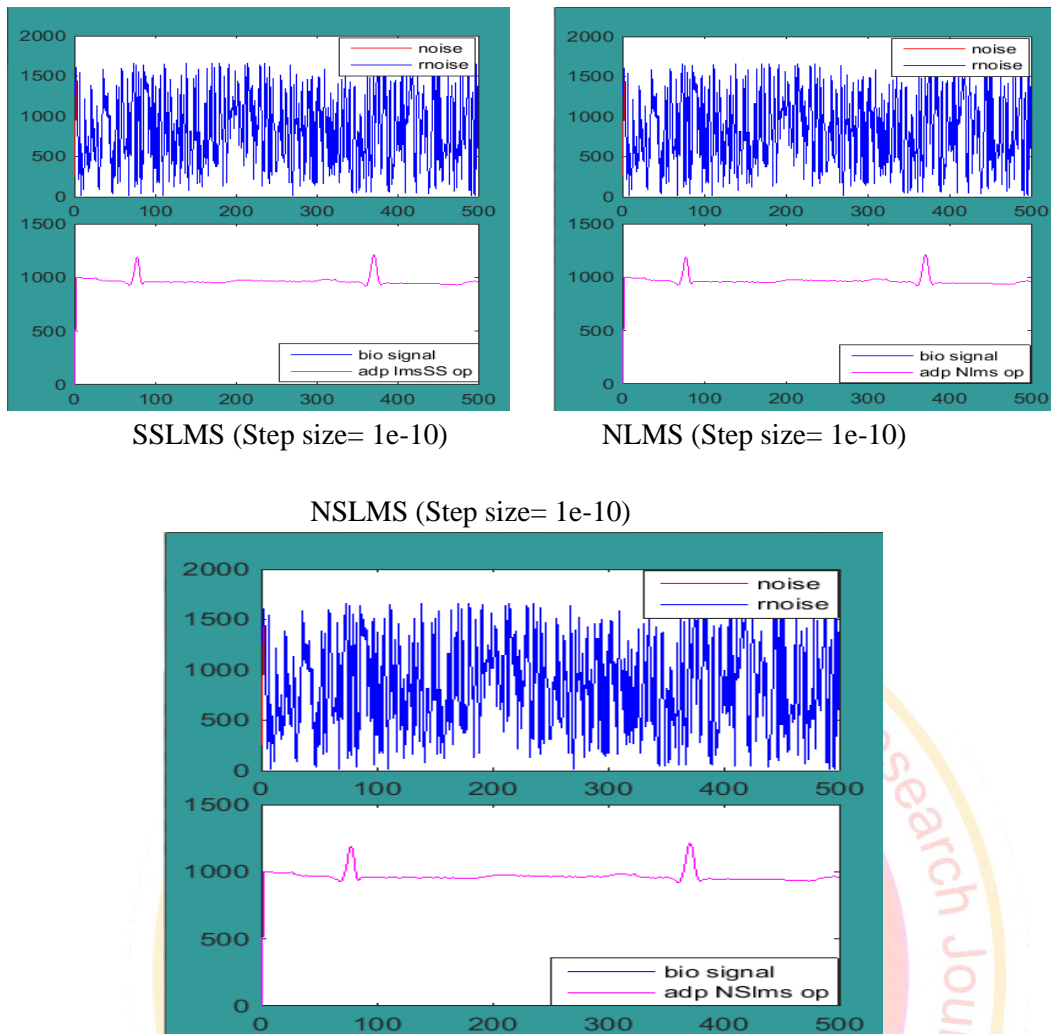 2000
1500
1000
500
0
noise
rnoise
0 100 200 300 400 500
1500
1000
500
0
bio signal
adp lmsSS op
0 100 200 300 400 500
2000
1500
1000
500
0
noise
rnoise
0 100 200 300 400 500
1500
1000
500
0
bio signal
adp Nlms op
0 100 200 300 400 500
SSLMS (Step size= 1e-10)
NLMS (Step size= 1e-10)
NSLMS (Step size= 1e-10)
2000
1500
1000
500
0
noise
rnoise
0 100 200 300 400 500
1500
1000
500
0
bio signal
adp NSlms op
0 100 200 300 400 500